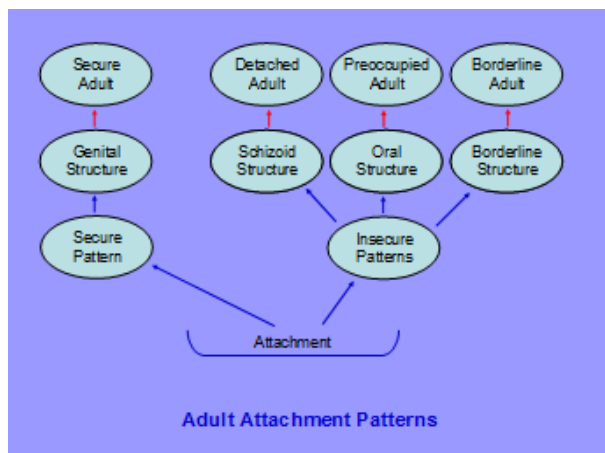 Secure
Adult
Detached
Adult
Preoccupied
Adult
Borderline
Adult
Genital
Structure
Schizoid
Structure
Oral
Structure
Borderline
Structure
Secure
Pattern
Insecure
Patterns
Attachment
Adult Attachment Patterns